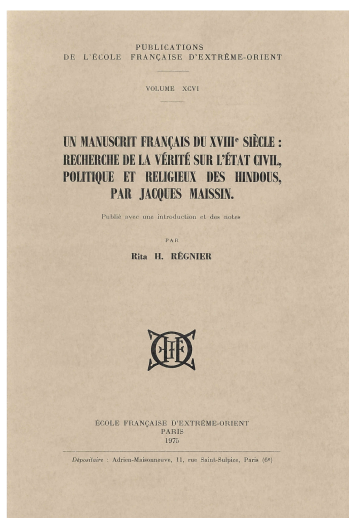 PUBLICATIONS
DE L'ÉCOLE FRANÇAISE D'EXTRÊME-ORIENT
VOLUME XCVI
UN MANUSCRIT FRANÇAIS DU XVIIIe SIÈCLE :
RECHERCHE DE LA VÉRITÉ SUR L'ÉTAT CIVIL,
POLITIQUE ET RELIGIEUX DES HINDOUS,
PAR JACQUES MAISSIN.
Publié avec une introduction et des notes
PAR
Rita H. RÉGNIER
ÉCOLE FRANÇAISE D'EXTRÊME-ORIENT
PARIS
1975
Dépositaire : Adrien-Maisonneuve, 11, rue Saint-Sulpice, Paris (6e)